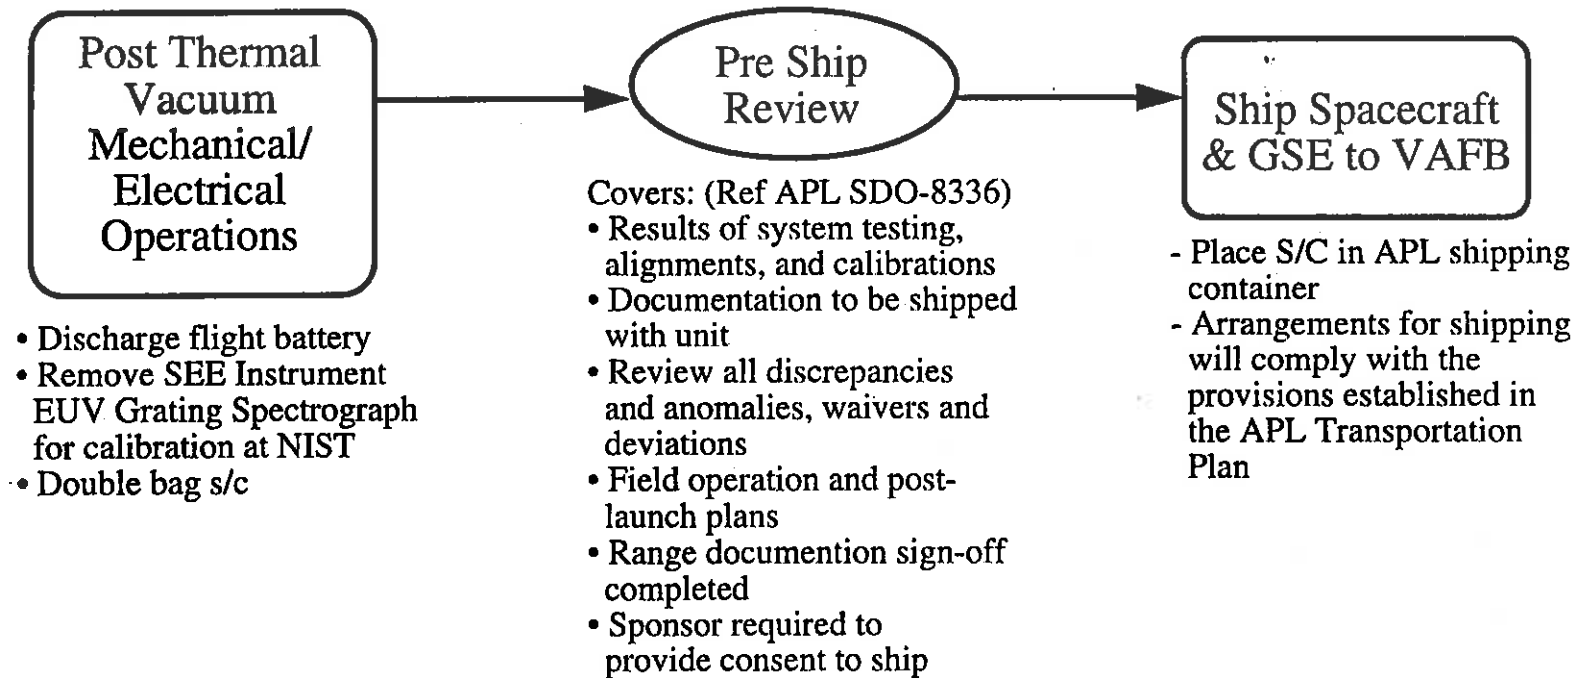 Post Thermal
Vacuum
Mechanical/
Electrical
Operations
• Discharge flight battery
• Remove SEE Instrument
EUV Grating Spectrograph
for calibration at NIST
• Double bag s/c
Pre Ship
Review
Covers: (Ref APL SDO-8336)
• Results of system testing,
alignments, and calibrations
• Documentation to be shipped
with unit
• Review all discrepancies
and anomalies, waivers and
deviations
• Field operation and post-
launch plans
• Range documention sign-off
completed
• Sponsor required to
provide consent to ship
Ship Spacecraft
& GSE to VAFB
- Place S/C in APL shipping
container
- Arrangements for shipping
will comply with the
provisions established in
the APL Transportation
Plan